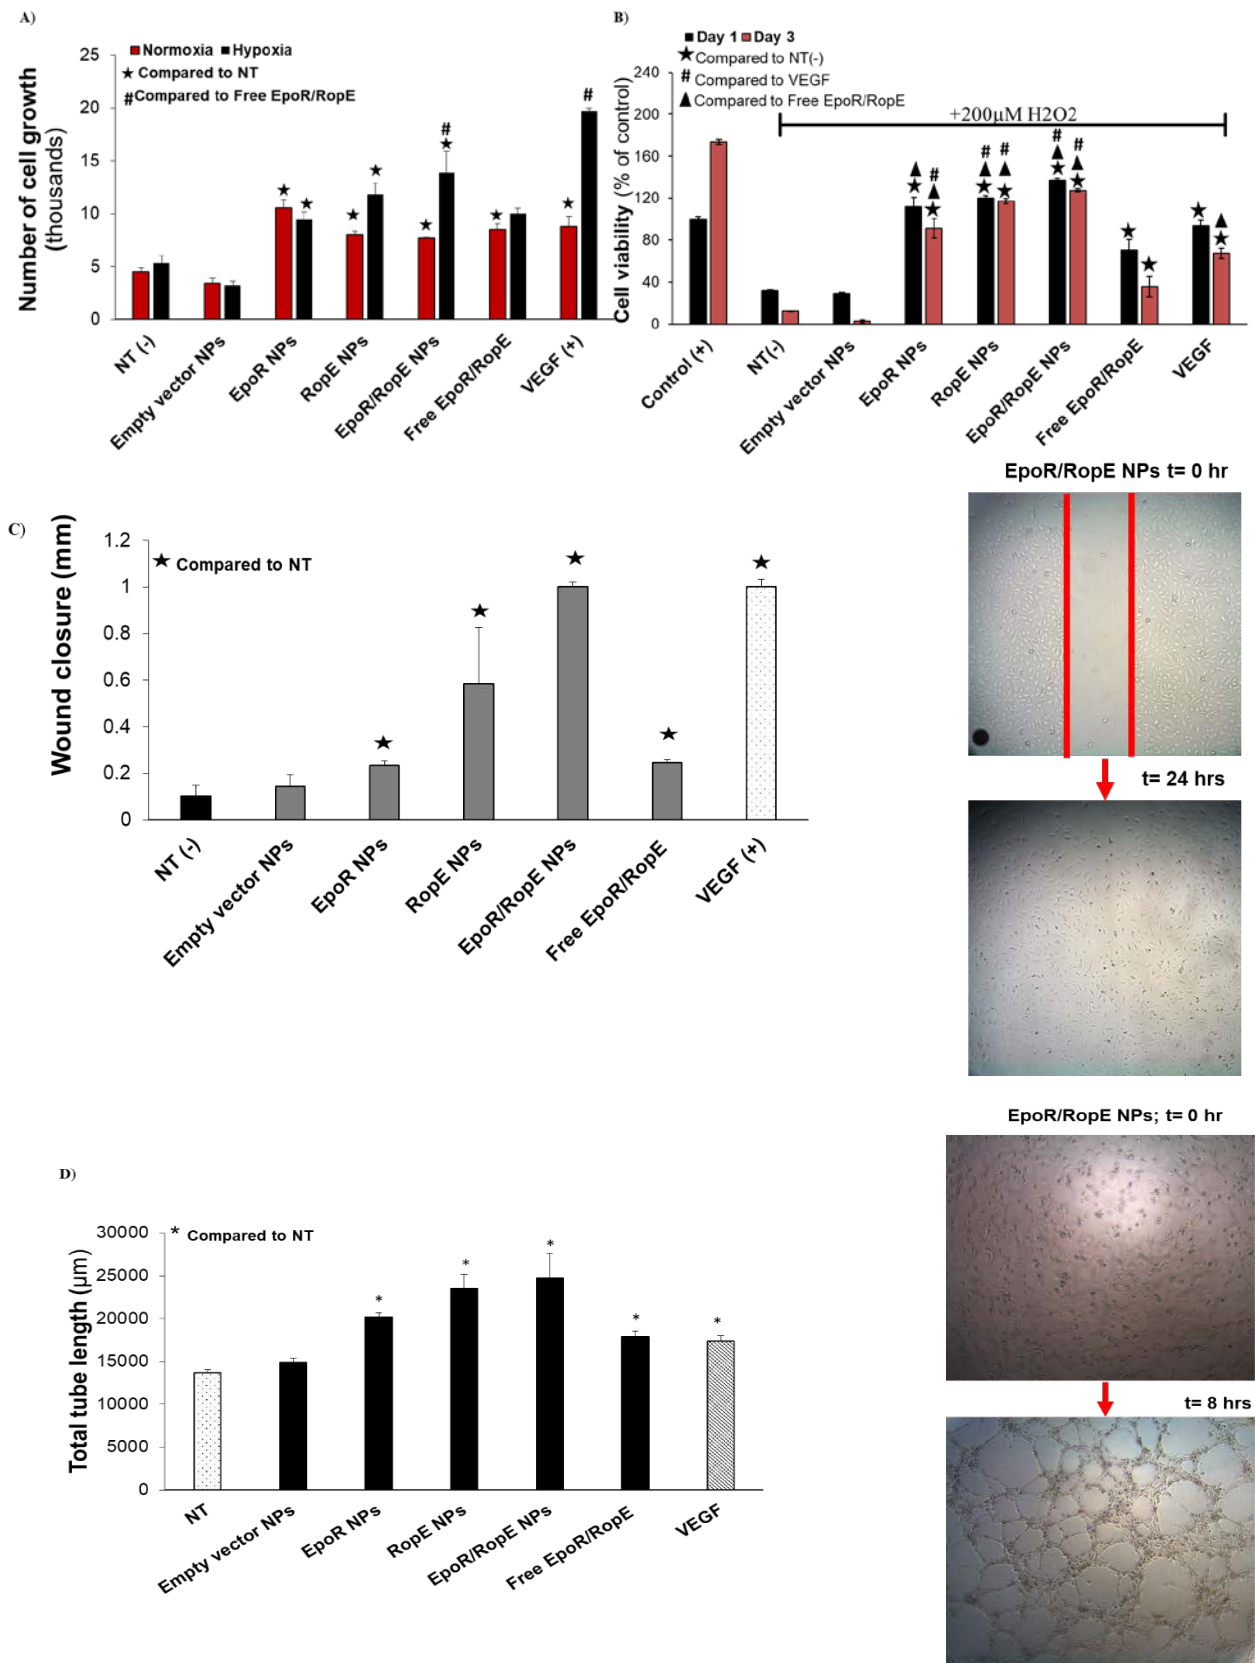 A)
Normoxia Hypoxia
★ Compared to NT
#Compared to Free EpoR/RopE
Number of cell growth
(thousands)
25
20
15
10
5
0
★ ★ ★ ★ ★ # ★ ★ ★ #
NT (-)
Empty vector NPs
EpoR NPs
RopE NPs
EpoR/RopE NPs
Free EpoR/RopE
VEGF (+)
B)
Day 1 Day 3
★Compared to NT(-)
# Compared to VEGF
▲ Compared to Free EpoR/RopE
+200µM H2O2
Cell viability (% of control)
240
200
160
120
80
40
0
▲ ★ # ▲ ★ # ▲ ★ # ▲ ★ # ▲ ★ # ▲ ★ ★ ★ ★ ▲ ★
Control (+)
NT(-)
Empty vector NPs
EpoR NPs
RopE NPs
EpoR/RopE NPs
Free EpoR/RopE
VEGF
C)
★ Compared to NT
Wound closure (mm)
1.2
1
0.8
0.6
0.4
0.2
0
★ ★ ★ ★ ★
NT (-)
Empty vector NPs
EpoR NPs
RopE NPs
EpoR/RopE NPs
Free EpoR/RopE
VEGF (+)
EpoR/RopE NPs t= 0 hr
t= 24 hrs
D)
* Compared to NT
Total tube length (µm)
30000
25000
20000
15000
10000
5000
0
* * * * *
NT
Empty vector NPs
EpoR NPs
RopE NPs
EpoR/RopE NPs
Free EpoR/RopE
VEGF
EpoR/RopE NPs; t= 0 hr
t= 8 hrs